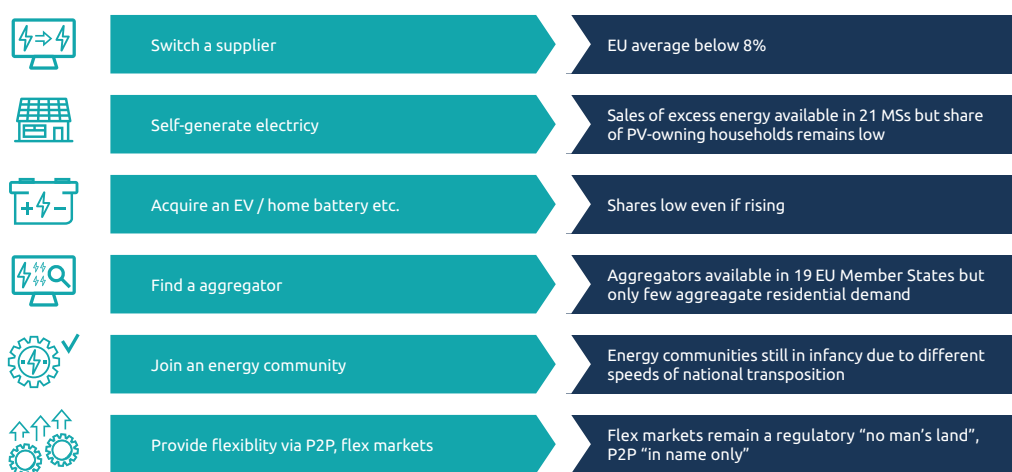 Switch a supplier
EU average below 8%
Self-generate electricy
Sales of excess energy available in 21 MSs but share
of PV-owning households remains low
Acquire an EV / home battery etc.
Shares low even if rising
Find a aggregator
Aggregators available in 19 EU Member States but
only few aggreagate residential demand
Join an energy community
Energy communities still in infancy due to different
speeds of national transposition
Provide flexiblity via P2P, flex markets
Flex markets remain a regulatory “no man’s land”,
P2P “in name only”